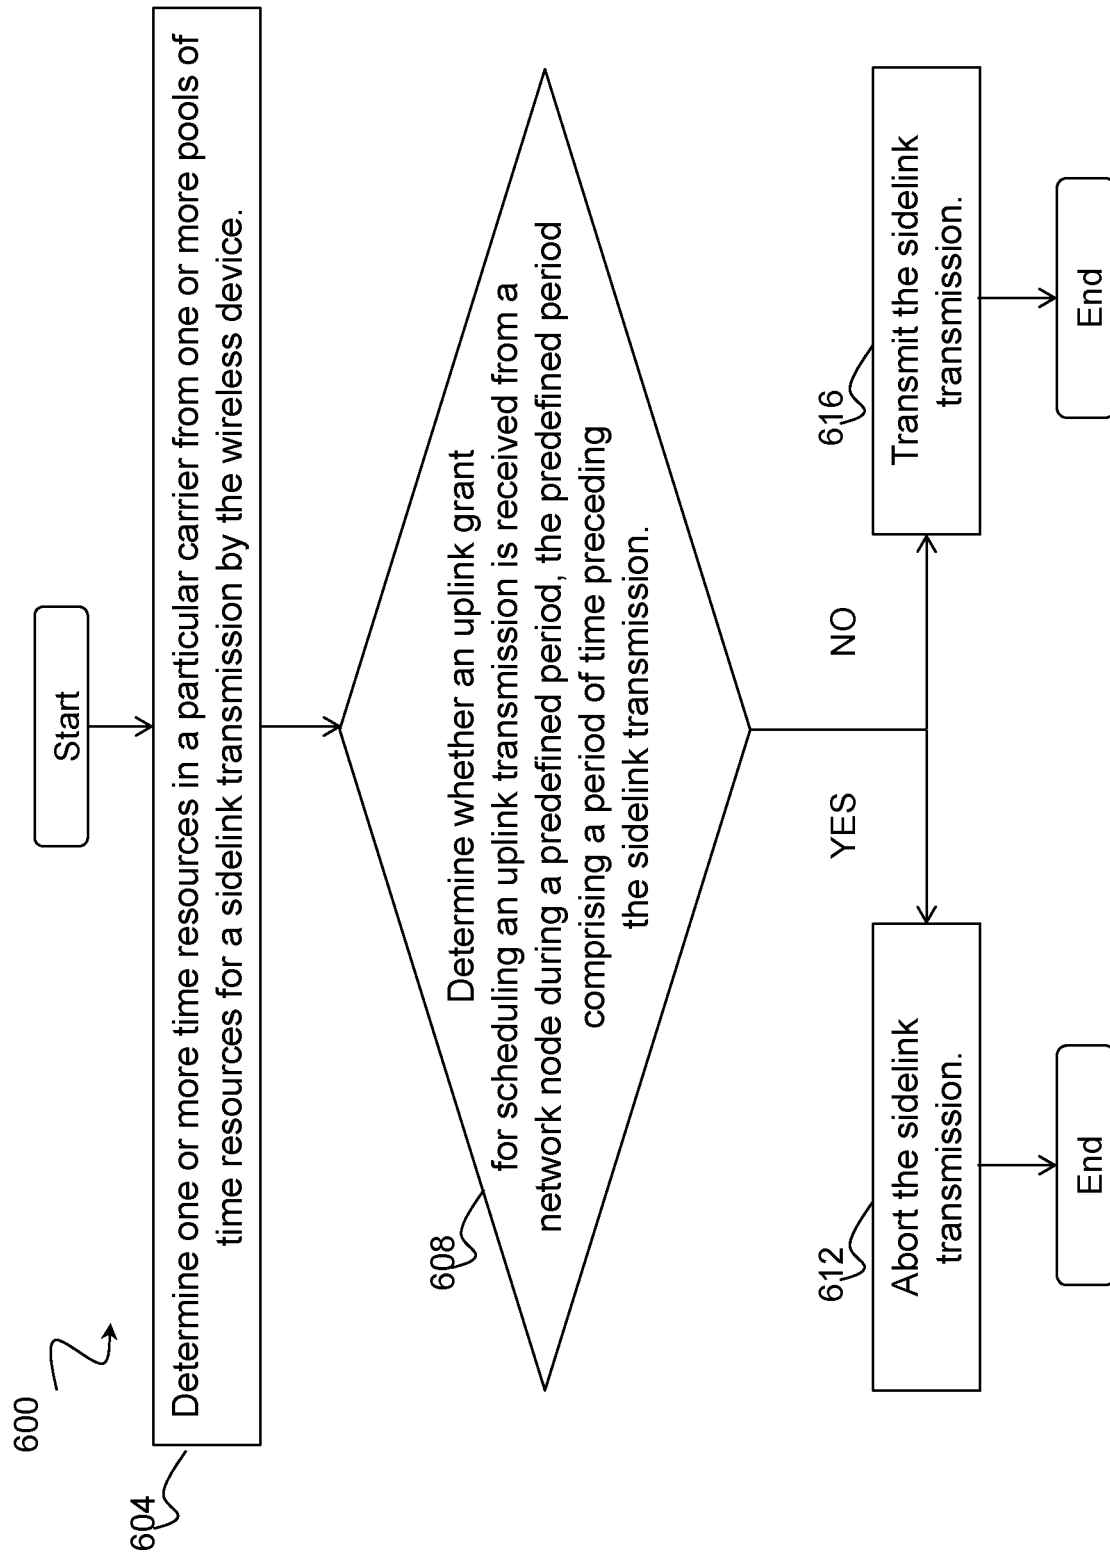 600
Start
604
Determine one or more time resources in a particular carrier from one or more pools of
time resources for a sidelink transmission by the wireless device.
608
Determine whether an uplink grant
for scheduling an uplink transmission is received from a
network node during a predefined period, the predefined period
comprising a period of time preceding
the sidelink transmission.
YES
NO
612
Abort the sidelink
transmission.
616
Transmit the sidelink
transmission.
End
End